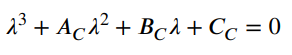 λ³ + A_C λ² + B_C λ + C_C = 0